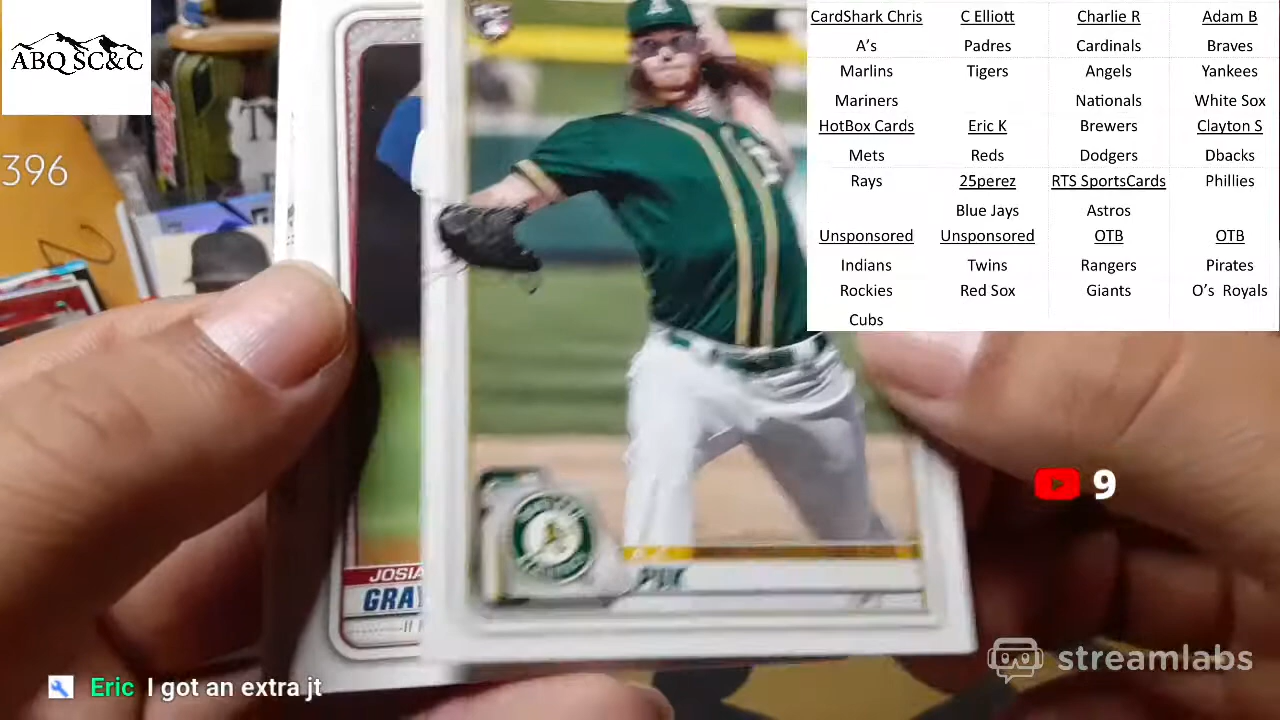 ABQ SC&C
396
CardShark Chris
A's
Marlins
Mariners
HotBox Cards
Mets
Rays
Unsponsored
Indians
Rockies
Cubs
C Elliott
Padres
Tigers
Eric K
Reds
25perez
Blue Jays
Unsponsored
Twins
Red Sox
Charlie R
Cardinals
Angels
Nationals
Brewers
Dodgers
RTS SportsCards
Astros
OTB
Rangers
Giants
Adam B
Braves
Yankees
White Sox
Clayton S
Dbacks
Phillies
OTB
Pirates
O's Royals
JOSIA
GRAY
A.J.
PUK
9
streamlabs
Eric I got an extra jt